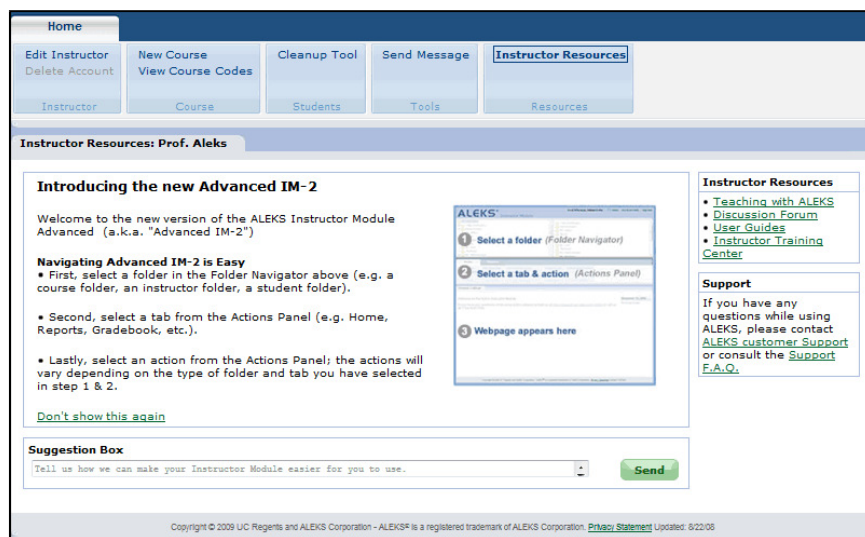 Home
Edit Instructor
Delete Account
Instructor
New Course
View Course Codes
Course
Cleanup Tool
Students
Send Message
Tools
Instructor Resources
Resources
Instructor Resources: Prof. Aleks
Introducing the new Advanced IM-2
Welcome to the new version of the ALEKS Instructor Module
Advanced (a.k.a. "Advanced IM-2")
Navigating Advanced IM-2 is Easy
• First, select a folder in the Folder Navigator above (e.g. a
course folder, an instructor folder, a student folder).
• Second, select a tab from the Actions Panel (e.g. Home,
Reports, Gradebook, etc.).
• Lastly, select an action from the Actions Panel; the actions will
vary depending on the type of folder and tab you have selected
in step 1 & 2.
Don't show this again
ALEKS
1 Select a folder (Folder Navigator)
2 Select a tab & action (Actions Panel)
3 Webpage appears here
Suggestion Box
Tell us how we can make your Instructor Module easier for you to use.
Send
Instructor Resources
• Teaching with ALEKS
• Discussion Forum
• User Guides
• Instructor Training
Center
Support
If you have any
questions while using
ALEKS, please contact
ALEKS customer Support
or consult the Support
F.A.Q.
Copyright © 2009 UC Regents and ALEKS Corporation - ALEKS® is a registered trademark of ALEKS Corporation. Privacy Statement Updated: 8/22/08